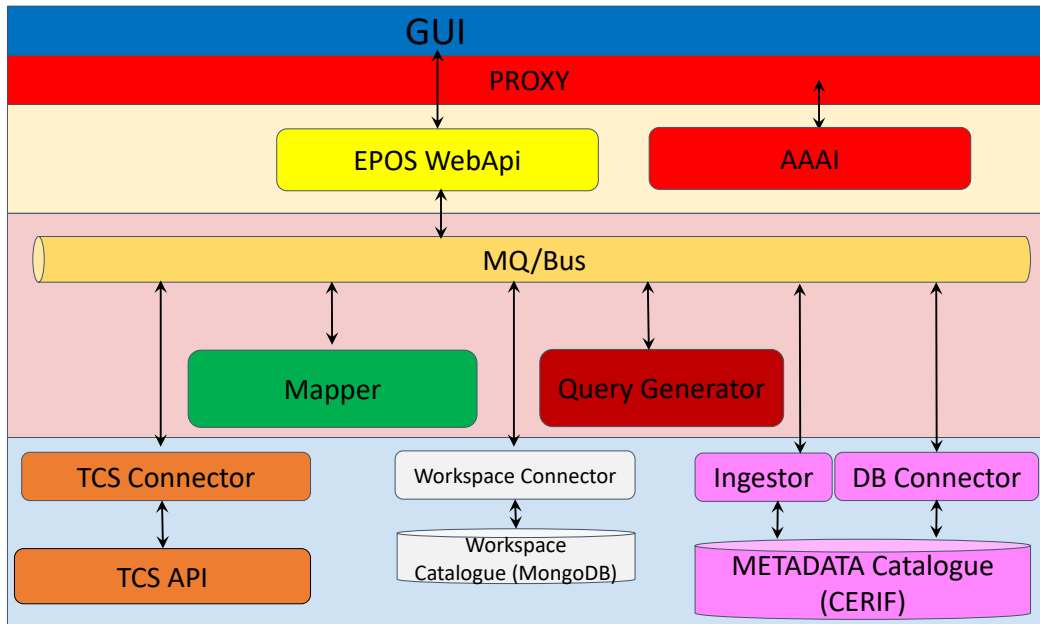 GUI
PROXY
EPOS WebApi
AAAI
MQ/Bus
Mapper
Query Generator
TCS Connector
Workspace Connector
Ingestor
DB Connector
TCS API
Workspace
Catalogue (MongoDB)
METADATA Catalogue
(CERIF)